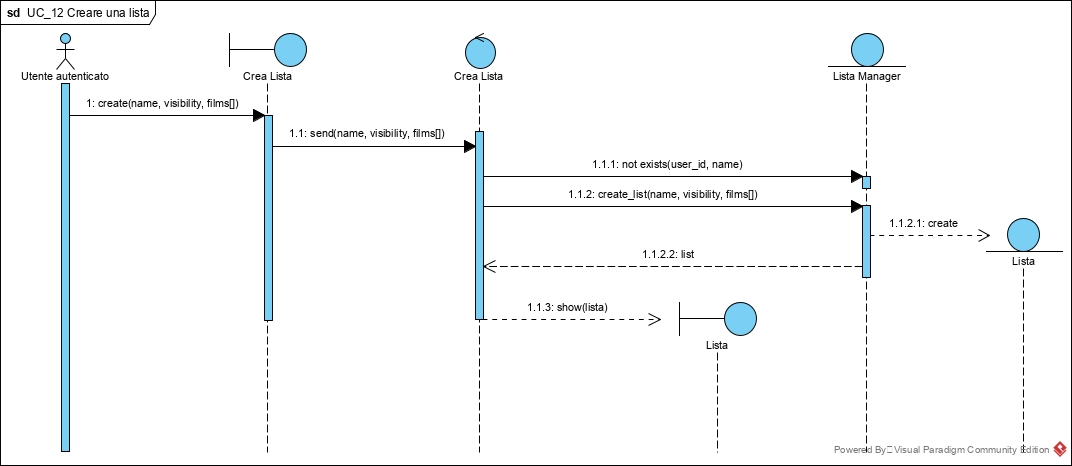 sd UC_12 Creare una lista
Utente autenticato
Crea Lista
Crea Lista
Lista Manager
1: create(name, visibility, films[])
1.1: send(name, visibility, films[])
1.1.1: not exists(user_id, name)
1.1.2: create_list(name, visibility, films[])
1.1.2.1: create
Lista
1.1.2.2: list
1.1.3: show(lista)
Lista
Powered By Visual Paradigm Community Edition